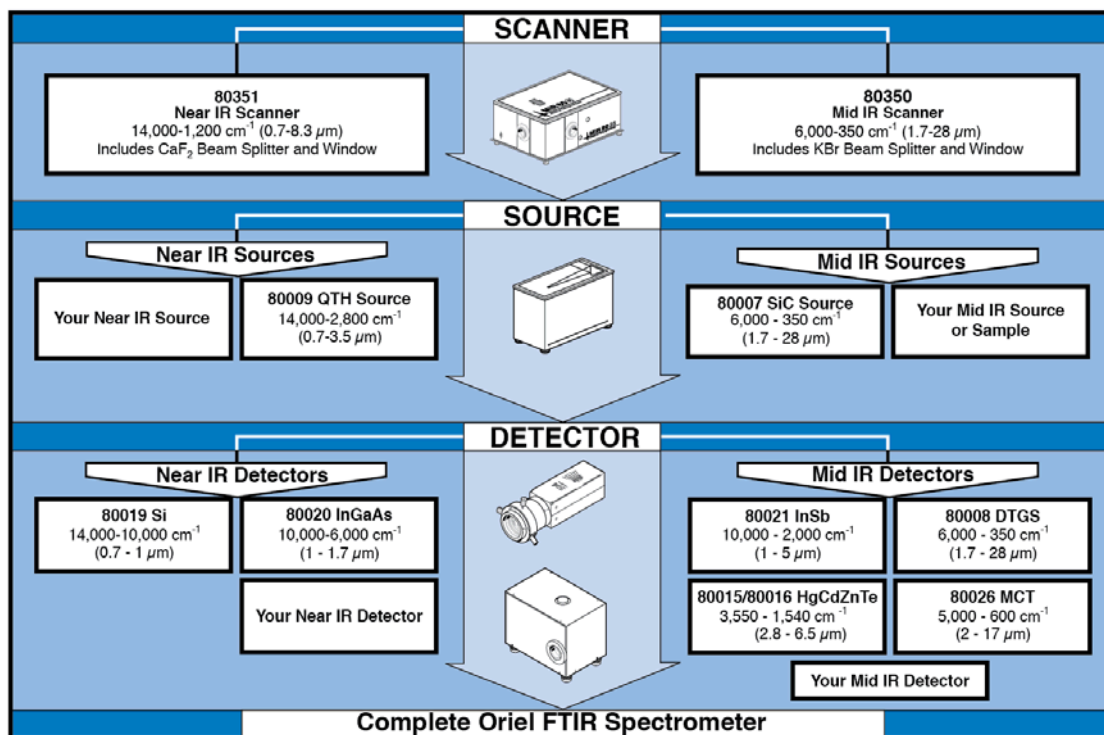 SCANNER
80351
Near IR Scanner
14,000-1,200 cm⁻¹ (0.7-8.3 µm)
Includes CaF₂ Beam Splitter and Window
80350
Mid IR Scanner
6,000-350 cm⁻¹ (1.7-28 µm)
Includes KBr Beam Splitter and Window
SOURCE
Near IR Sources
Your Near IR Source
80009 QTH Source
14,000-2,800 cm⁻¹
(0.7-3.5 µm)
Mid IR Sources
80007 SiC Source
6,000 - 350 cm⁻¹
(1.7 - 28 µm)
Your Mid IR Source
or Sample
DETECTOR
Near IR Detectors
80019 Si
14,000-10,000 cm⁻¹
(0.7 - 1 µm)
80020 InGaAs
10,000-6,000 cm⁻¹
(1 - 1.7 µm)
Your Near IR Detector
Mid IR Detectors
80021 InSb
10,000 - 2,000 cm⁻¹
(1 - 5 µm)
80008 DTGS
6,000 - 350 cm⁻¹
(1.7 - 28 µm)
80015/80016 HgCdZnTe
3,550 - 1,540 cm⁻¹
(2.8 - 6.5 µm)
80026 MCT
5,000 - 600 cm⁻¹
(2 - 17 µm)
Your Mid IR Detector
Complete Oriel FTIR Spectrometer